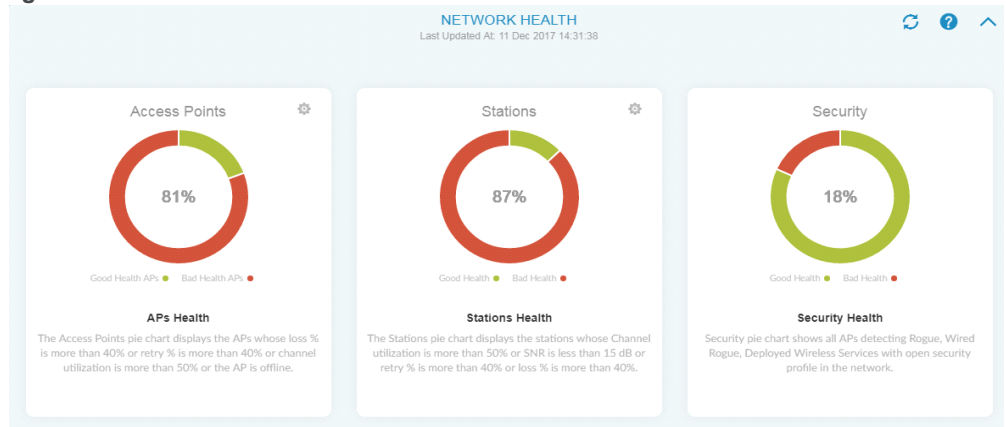 NETWORK HEALTH
Last Updated At: 11 Dec 2017 14:31:38
Access Points
81%
Good Health APs
Bad Health APs
APs Health
The Access Points pie chart displays the APs whose loss %
is more than 40% or retry % is more than 40% or channel
utilization is more than 50% or the AP is offline.
Stations
87%
Good Health
Bad Health
Stations Health
The Stations pie chart displays the stations whose Channel
utilization is more than 50% or SNR is less than 15 dB or
retry % is more than 40% or loss % is more than 40%.
Security
18%
Good Health
Bad Health
Security Health
Security pie chart shows all APs detecting Rogue, Wired
Rogue, Deployed Wireless Services with open security
profile in the network.